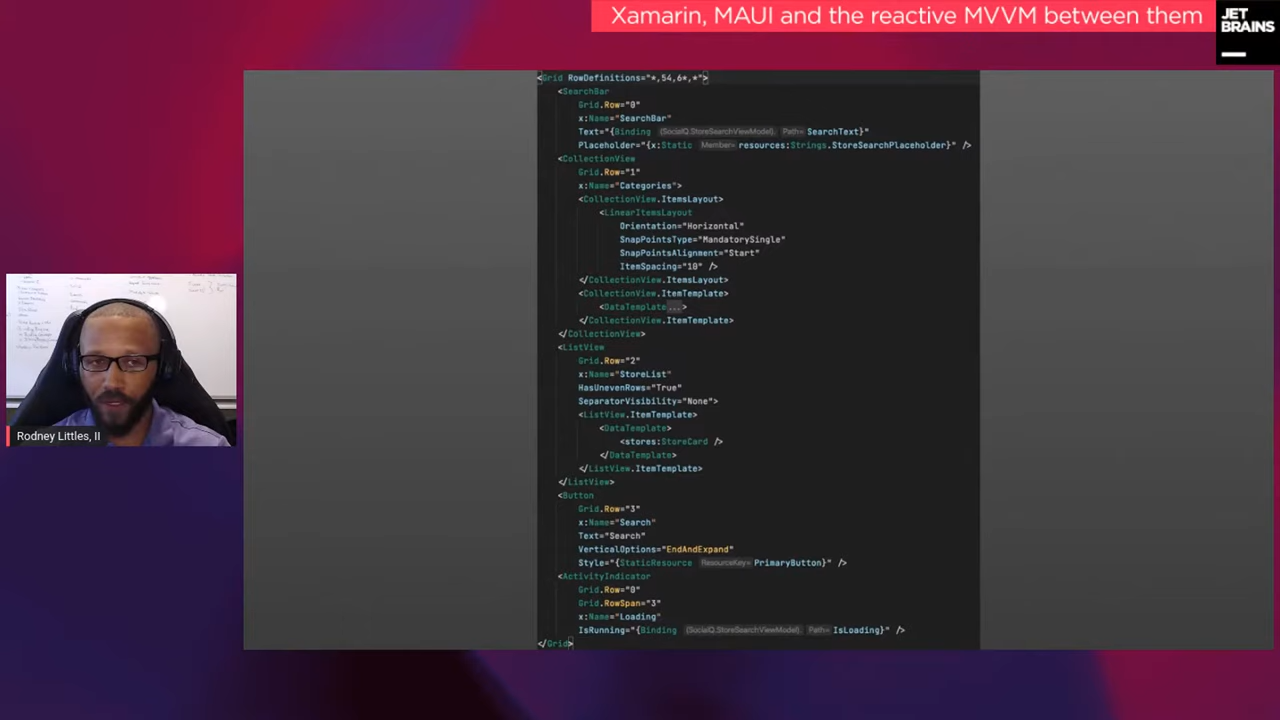 Xamarin, MAUI and the reactive MVVM between them
JET
BRAINS
<Grid RowDefinitions="*,54,6*,*">
<SearchBar
Grid.Row="0"
x:Name="SearchBar"
Text="{Binding (SocialQ.StoreSearchViewModel). Path= SearchText}"
Placeholder="{x:Static Member= resources:Strings.StoreSearchPlaceholder}" />
<CollectionView
Grid.Row="1"
x:Name="Categories">
<CollectionView.ItemsLayout>
<LinearItemsLayout
Orientation="Horizontal"
SnapPointsType="MandatorySingle"
SnapPointsAlignment="Start"
ItemSpacing="10" />
</CollectionView.ItemsLayout>
<CollectionView.ItemTemplate>
<DataTemplate...>
</CollectionView.ItemTemplate>
</CollectionView>
<ListView
Grid.Row="2"
x:Name="StoreList"
HasUnevenRows="True"
SeparatorVisibility="None">
<ListView.ItemTemplate>
<DataTemplate>
<stores:StoreCard />
</DataTemplate>
</ListView.ItemTemplate>
</ListView>
<Button
Grid.Row="3"
x:Name="Search"
Text="Search"
VerticalOptions="EndAndExpand"
Style="{StaticResource ResourceKey= PrimaryButton}" />
<ActivityIndicator
Grid.Row="0"
Grid.RowSpan="3"
x:Name="Loading"
IsRunning="{Binding (SocialQ.StoreSearchViewModel). Path= IsLoading}" />
</Grid>
Rodney Littles, II